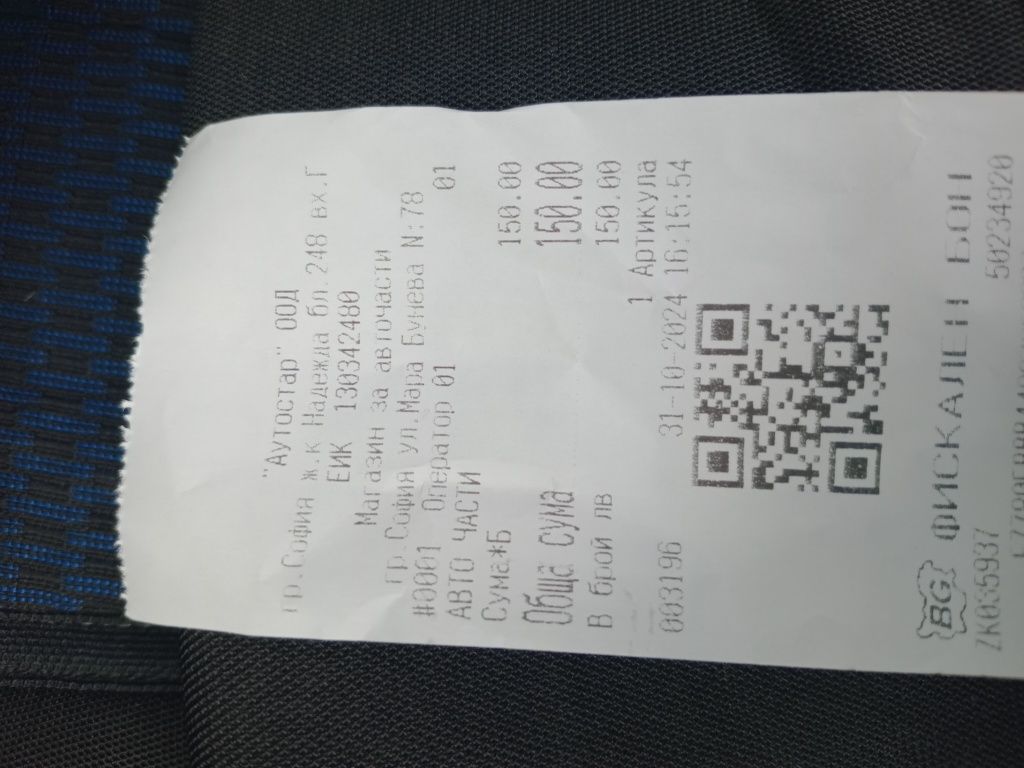 "Аутостар" ООД
гр.София ж.к Надежда бл.248 вх.Г
ЕИК 130342480
Магазин за авточасти
гр.София ул.Мара Бунева N:78
#0001 Оператор 01 01
АВТО ЧАСТИ
Сума*Б 150.00
Обща Сума 150.00
В брой лв 150.00
1 Артикула
003196 31-10-2024 16:15:54
BG ФИСКАЛЕН БОН
ZK035937 50234920